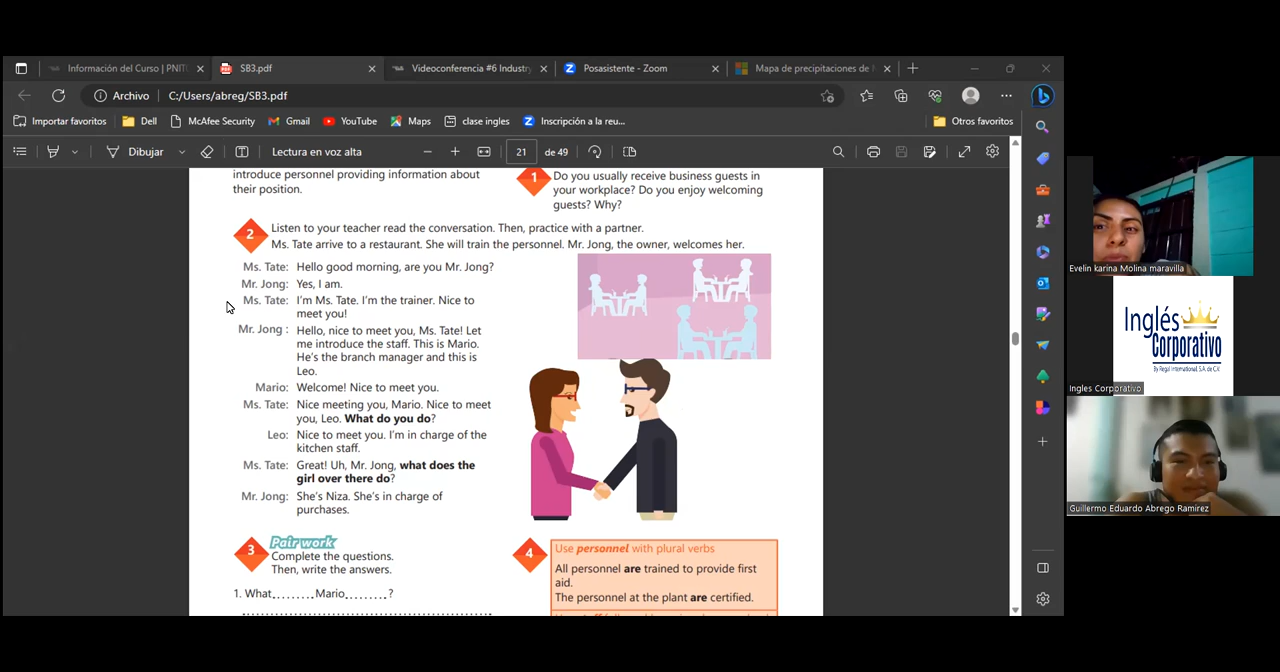 Información del Curso | PNIT
SB3.pdf
Videoconferencia #6 Industry
Posasistente - Zoom
Mapa de precipitaciones de
Archivo
C:/Users/abreg/SB3.pdf
Importar favoritos
Dell
McAfee Security
Gmail
YouTube
Maps
clase ingles
Inscripción a la reu...
Otros favoritos
Dibujar
Lectura en voz alta
21
de 49
introduce personnel providing information about
their position.
1
Do you usually receive business guests in
your workplace? Do you enjoy welcoming
guests? Why?
2
Listen to your teacher read the conversation. Then, practice with a partner.
Ms. Tate arrive to a restaurant. She will train the personnel. Mr. Jong, the owner, welcomes her.
Ms. Tate: Hello good morning, are you Mr. Jong?
Mr. Jong: Yes, I am.
Ms. Tate: I'm Ms. Tate. I'm the trainer. Nice to
meet you!
Mr. Jong : Hello, nice to meet you, Ms. Tate! Let
me introduce the staff. This is Mario.
He's the branch manager and this is
Leo.
Mario: Welcome! Nice to meet you.
Ms. Tate: Nice meeting you, Mario. Nice to meet
you, Leo. What do you do?
Leo: Nice to meet you. I'm in charge of the
kitchen staff.
Ms. Tate: Great! Uh, Mr. Jong, what does the
girl over there do?
Mr. Jong: She's Niza. She's in charge of
purchases.
3
Pair work
Complete the questions.
Then, write the answers.
1. What........Mario........?
4
Use personnel with plural verbs
All personnel are trained to provide first
aid.
The personnel at the plant are certified.
Evelin karina Molina maravilla
Inglés
Corporativo
By Regal International, S.A. de C.V.
Ingles Corporativo
Guillermo Eduardo Abrego Ramirez